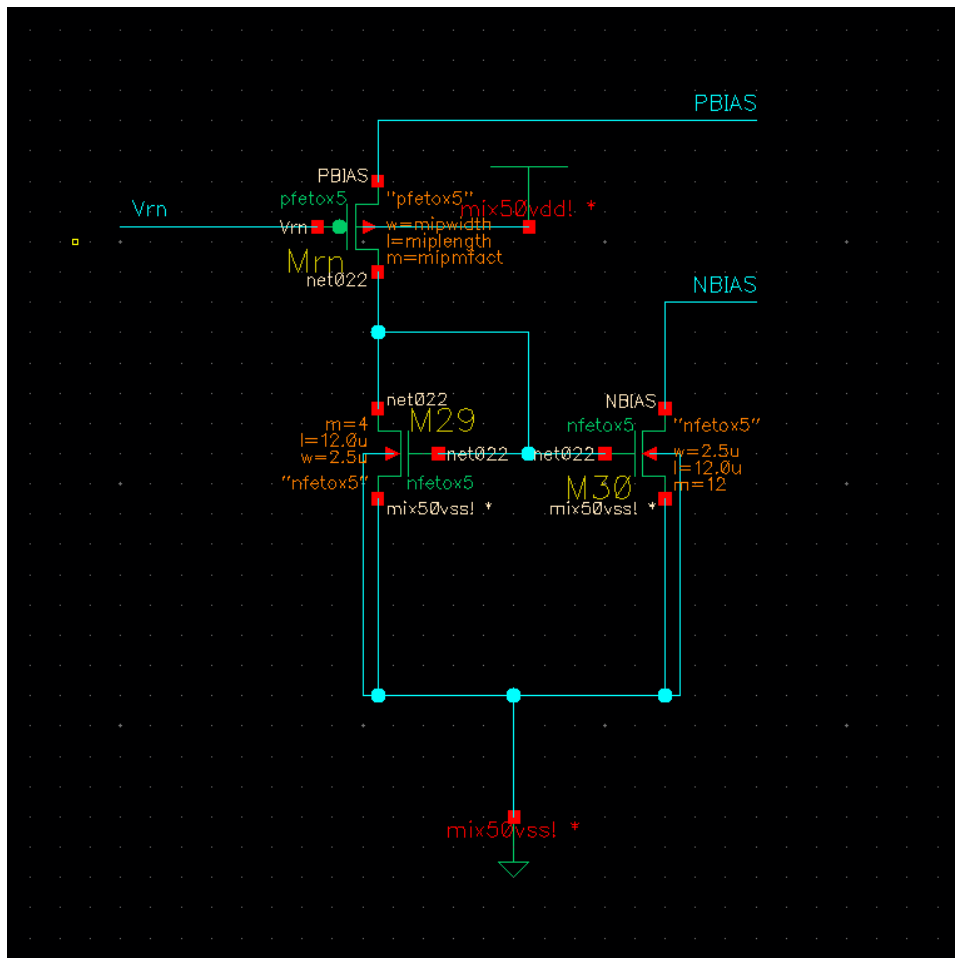 PBIAS
PBIAS
pfetox5
"pfetox5"
Vrn
mix50vdd! *
Vrn
w=mipwidth
l=miplength
m=mipmfact
Mrn
net022
NBIAS
net022
M29
m=4
l=12.0u
w=2.5u
"nfetox5"
nfetox5
net022
mix50vss! *
NBIAS
nfetox5
"nfetox5"
net022
w=2.5u
l=12.0u
m=12
M30
mix50vss! *
mix50vss! *